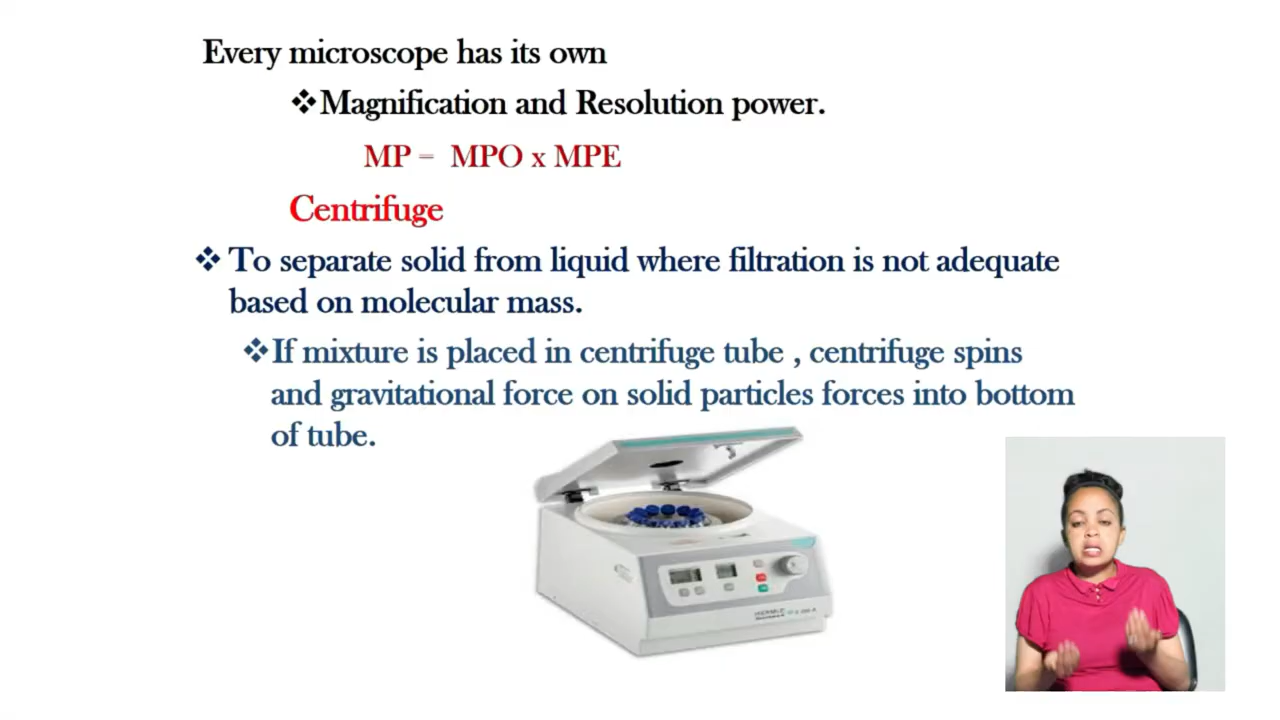 Every microscope has its own
❖Magnification and Resolution power.
MP = MPO x MPE
Centrifuge
❖ To separate solid from liquid where filtration is not adequate
based on molecular mass.
❖If mixture is placed in centrifuge tube , centrifuge spins
and gravitational force on solid particles forces into bottom
of tube.